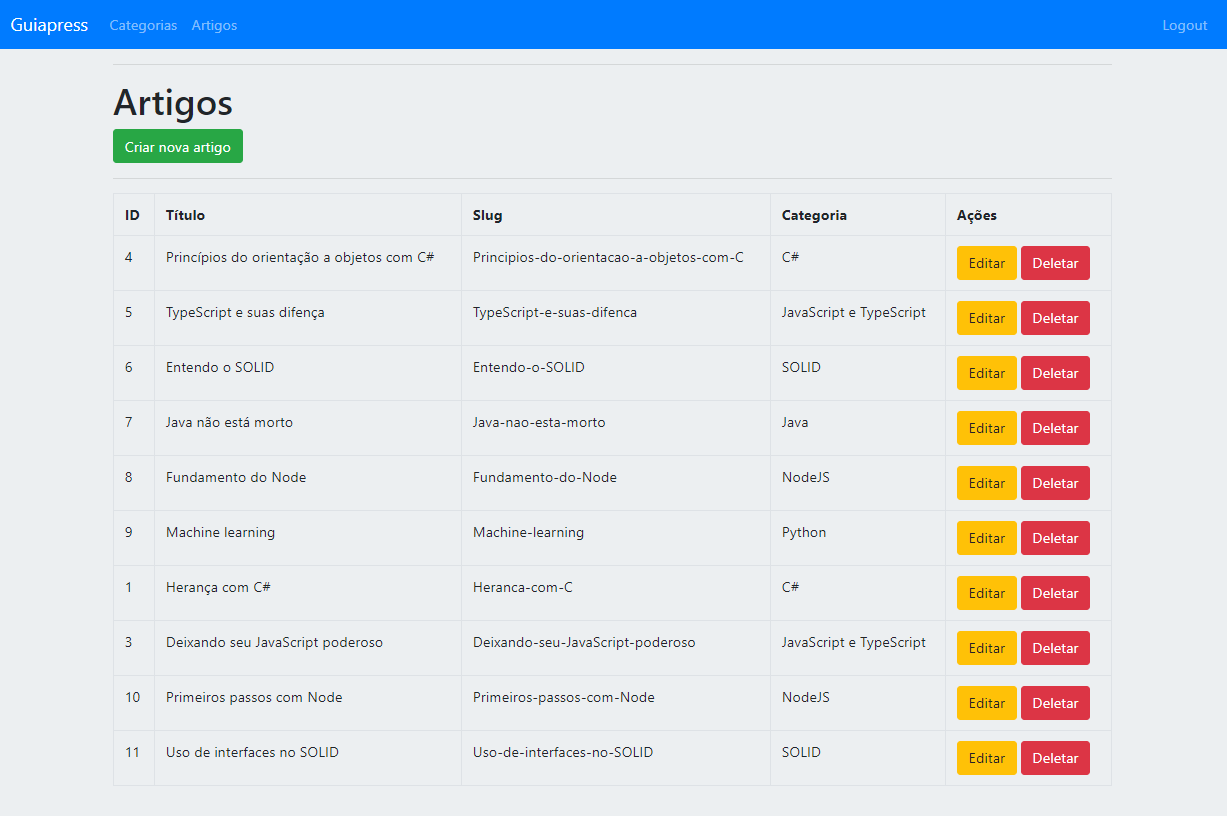 Guiapress Categorias Artigos Logout
Artigos
Criar nova artigo
ID Título Slug Categoria Ações
4 Princípios do orientação a objetos com C# Principios-do-orientacao-a-objetos-com-C C# Editar Deletar
5 TypeScript e suas difença TypeScript-e-suas-difenca JavaScript e TypeScript Editar Deletar
6 Entendo o SOLID Entendo-o-SOLID SOLID Editar Deletar
7 Java não está morto Java-nao-esta-morto Java Editar Deletar
8 Fundamento do Node Fundamento-do-Node NodeJS Editar Deletar
9 Machine learning Machine-learning Python Editar Deletar
1 Herança com C# Heranca-com-C C# Editar Deletar
3 Deixando seu JavaScript poderoso Deixando-seu-JavaScript-poderoso JavaScript e TypeScript Editar Deletar
10 Primeiros passos com Node Primeiros-passos-com-Node NodeJS Editar Deletar
11 Uso de interfaces no SOLID Uso-de-interfaces-no-SOLID SOLID Editar Deletar